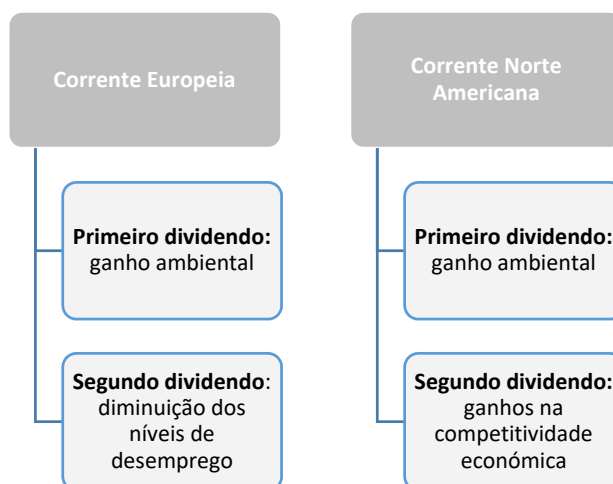 Corrente Europeia
Primeiro dividendo:
ganho ambiental
Segundo dividendo:
diminuição dos
níveis de
desemprego
Corrente Norte
Americana
Primeiro dividendo:
ganho ambiental
Segundo dividendo:
ganhos na
competitividade
económica